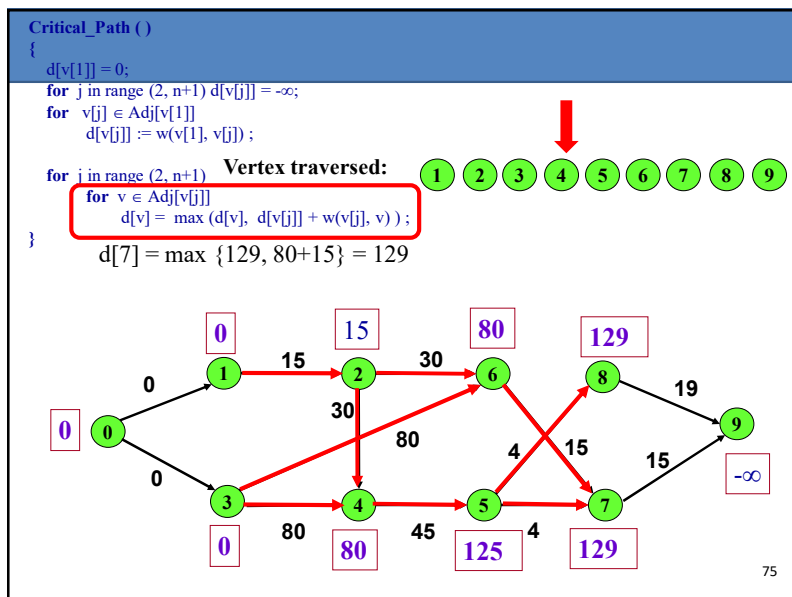 Critical_Path ( )
{
d[v[1]] = 0;
for j in range (2, n+1) d[v[j]] = -∞;
for v[j] ∈ Adj[v[1]]
d[v[j]] := w(v[1], v[j]) ;
for j in range (2, n+1)
Vertex traversed:
1 2 3 4 5 6 7 8 9
for v ∈ Adj[v[j]]
d[v] = max (d[v], d[v[j]] + w(v[j], v) ) ;
}
d[7] = max {129, 80+15} = 129
0 15 80 129
1 15 2 30 6 8
0 30 80 4 15 19
0 0 9
0 15 -∞
3 4 5 7
80 45 4
0 80 125 129
75